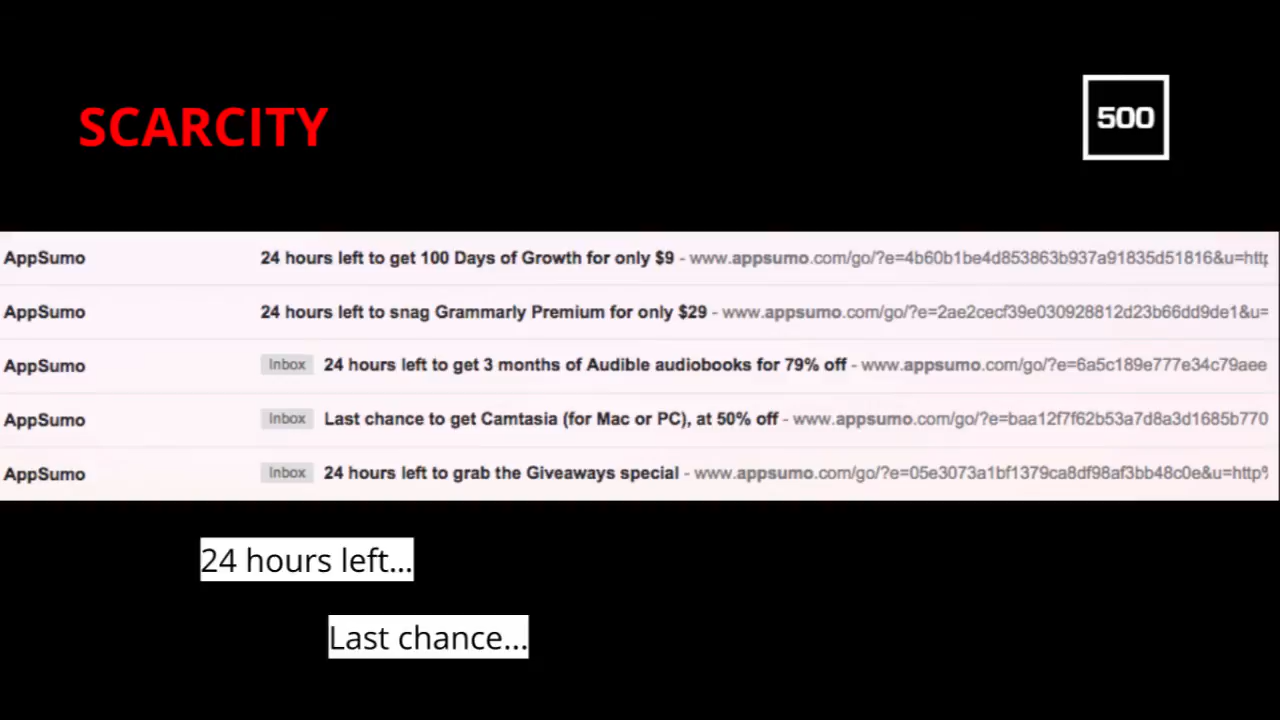 SCARCITY
500
AppSumo 24 hours left to get 100 Days of Growth for only $9 - www.appsumo.com/go/?e=4b60b1be4d853863b937a91835d51816&u=http
AppSumo 24 hours left to snag Grammarly Premium for only $29 - www.appsumo.com/go/?e=2ae2cecf39e030928812d23b66dd9de1&u=
AppSumo Inbox 24 hours left to get 3 months of Audible audiobooks for 79% off - www.appsumo.com/go/?e=6a5c189e777e34c79aee
AppSumo Inbox Last chance to get Camtasia (for Mac or PC), at 50% off - www.appsumo.com/go/?e=baa12f7f62b53a7d8a3d1685b770
AppSumo Inbox 24 hours left to grab the Giveaways special - www.appsumo.com/go/?e=05e3073a1bf1379ca8df98af3bb48c0e&u=http%
24 hours left...
Last chance...